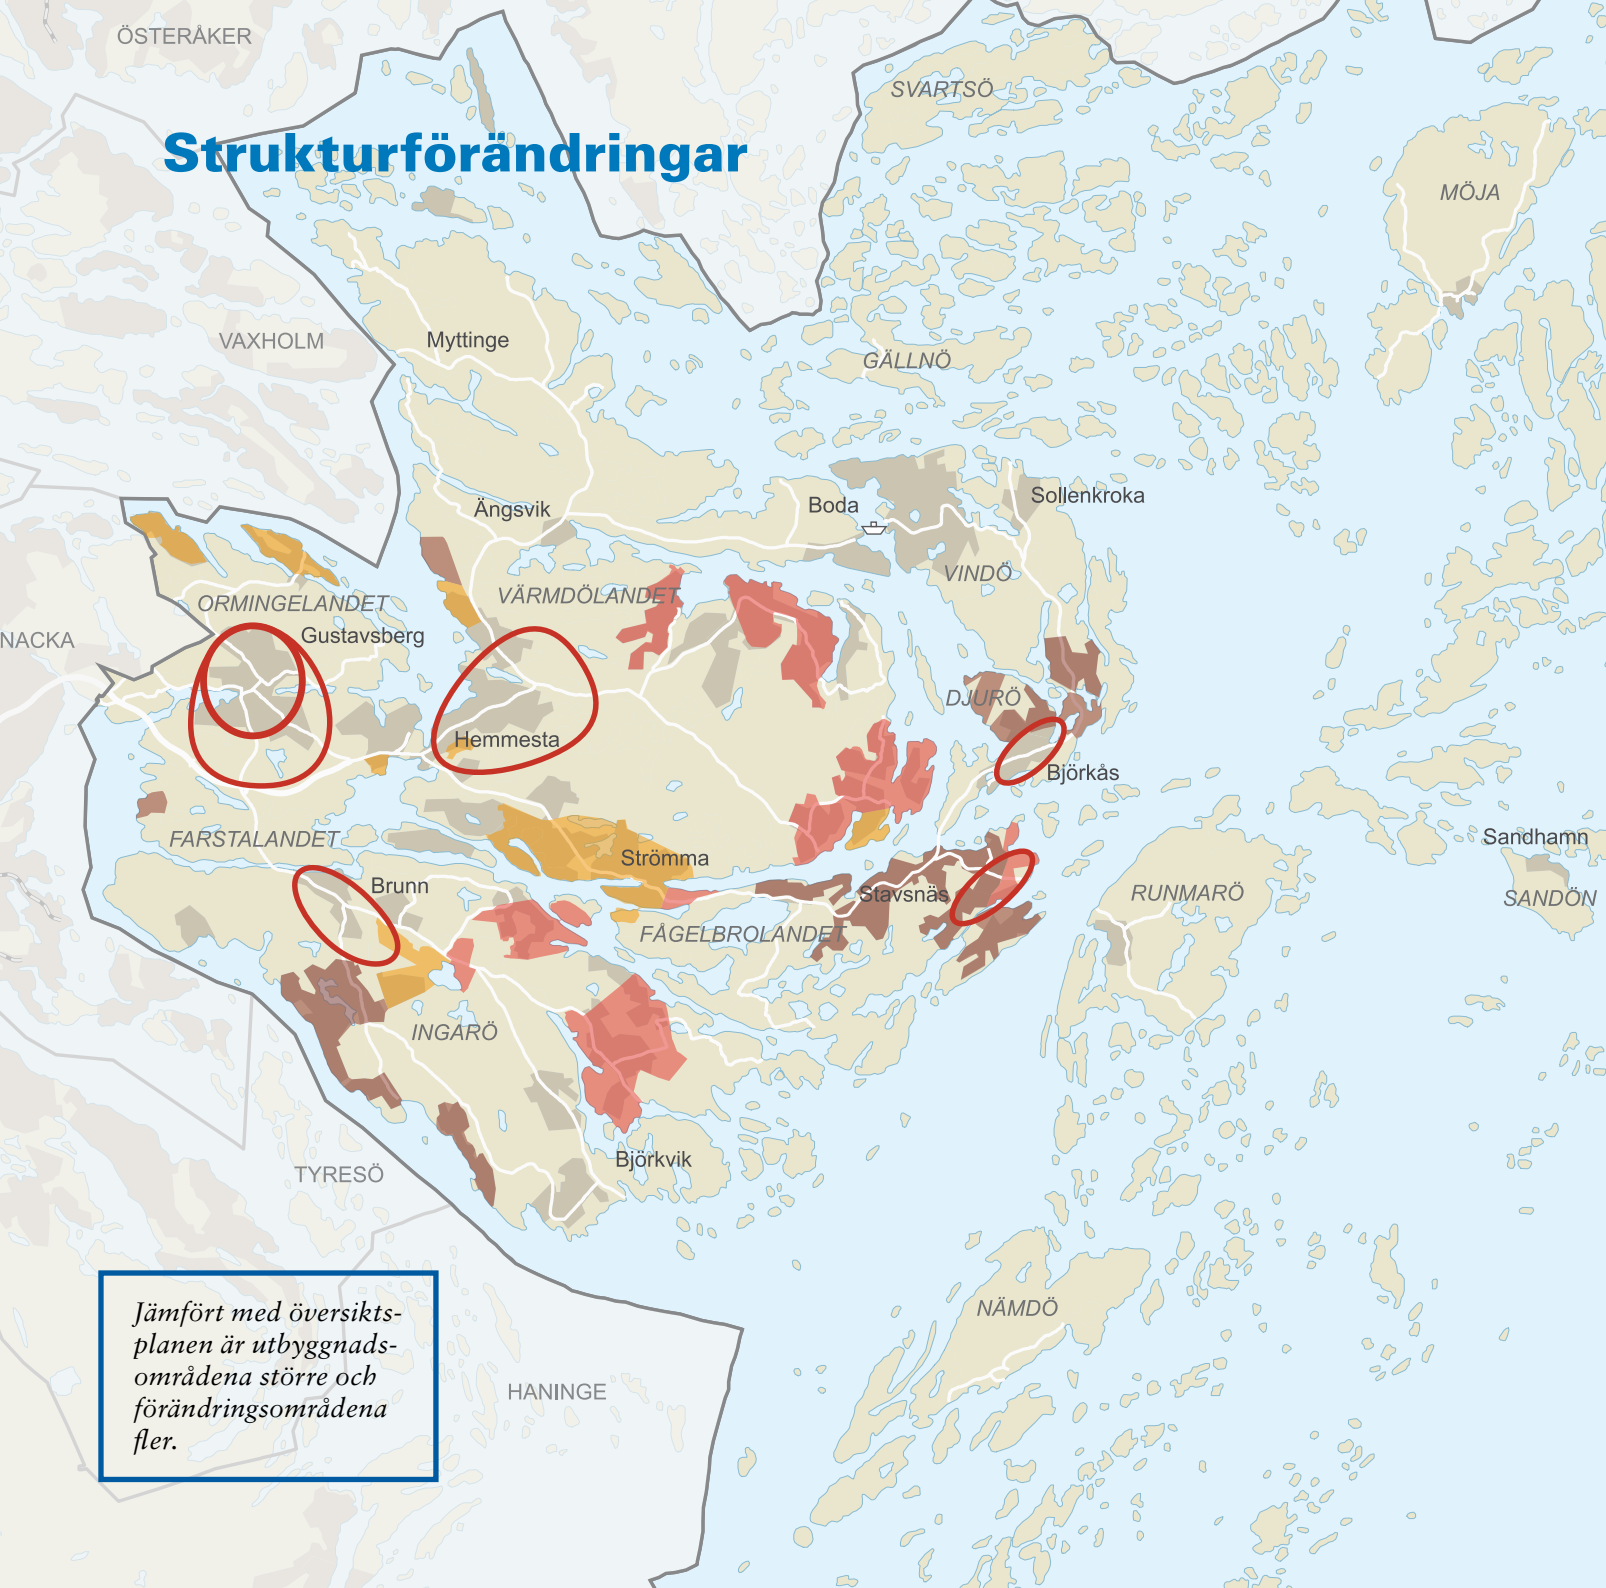 ÖSTERÅKER
SVARTSÖ
Strukturförändringar
MÖJA
VAXHOLM
Myttinge
GÄLLNÖ
Ängsvik
Boda
Sollenkroka
VINDÖ
ORMINGELANDET
VÄRMDÖLANDET
NACKA
Gustavsberg
DJURÖ
Hemmesta
Björkås
FARSTALANDET
Sandhamn
Strömma
Brunn
Stavsnäs
RUNMARÖ
SANDÖN
FÅGELBROLANDET
INGARÖ
Björkvik
TYRESÖ
NÄMDÖ
Jämfört med översikts-
planen är utbyggnads-
områdena större och
förändringsområdena
fler.
HANINGE